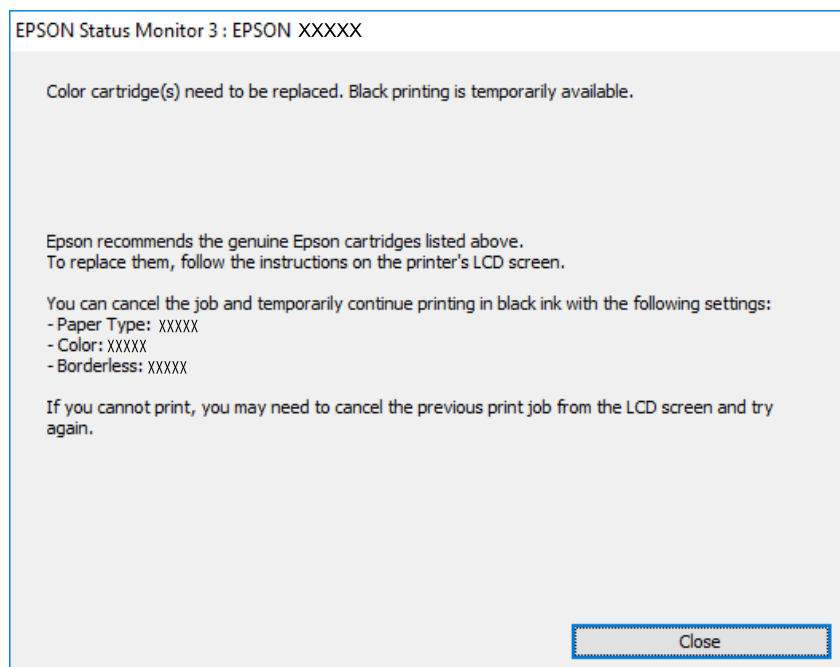 EPSON Status Monitor 3 : EPSON XXXXX
Color cartridge(s) need to be replaced. Black printing is temporarily available.
Epson recommends the genuine Epson cartridges listed above.
To replace them, follow the instructions on the printer's LCD screen.
You can cancel the job and temporarily continue printing in black ink with the following settings:
- Paper Type: XXXXX
- Color: XXXXX
- Borderless: XXXXX
If you cannot print, you may need to cancel the previous print job from the LCD screen and try
again.
Close